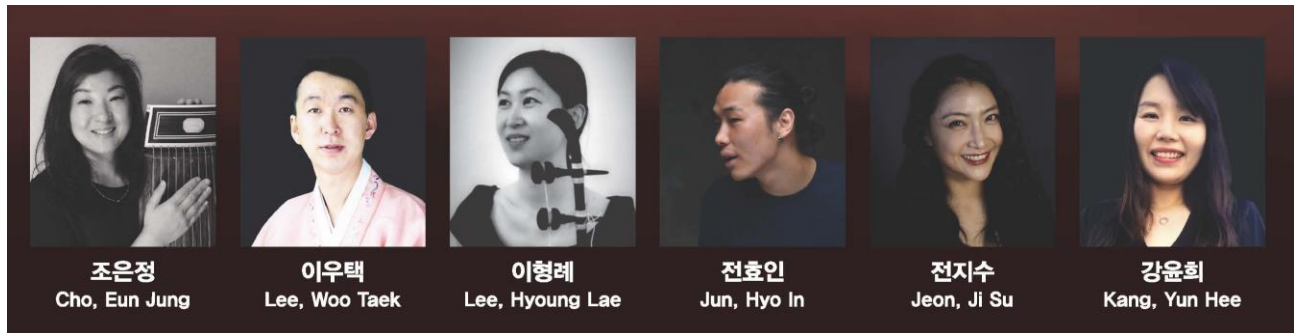 조은정
Cho, Eun Jung
이우택
Lee, Woo Taek
이형례
Lee, Hyoung Lae
전효인
Jun, Hyo In
전지수
Jeon, Ji Su
강윤희
Kang, Yun Hee